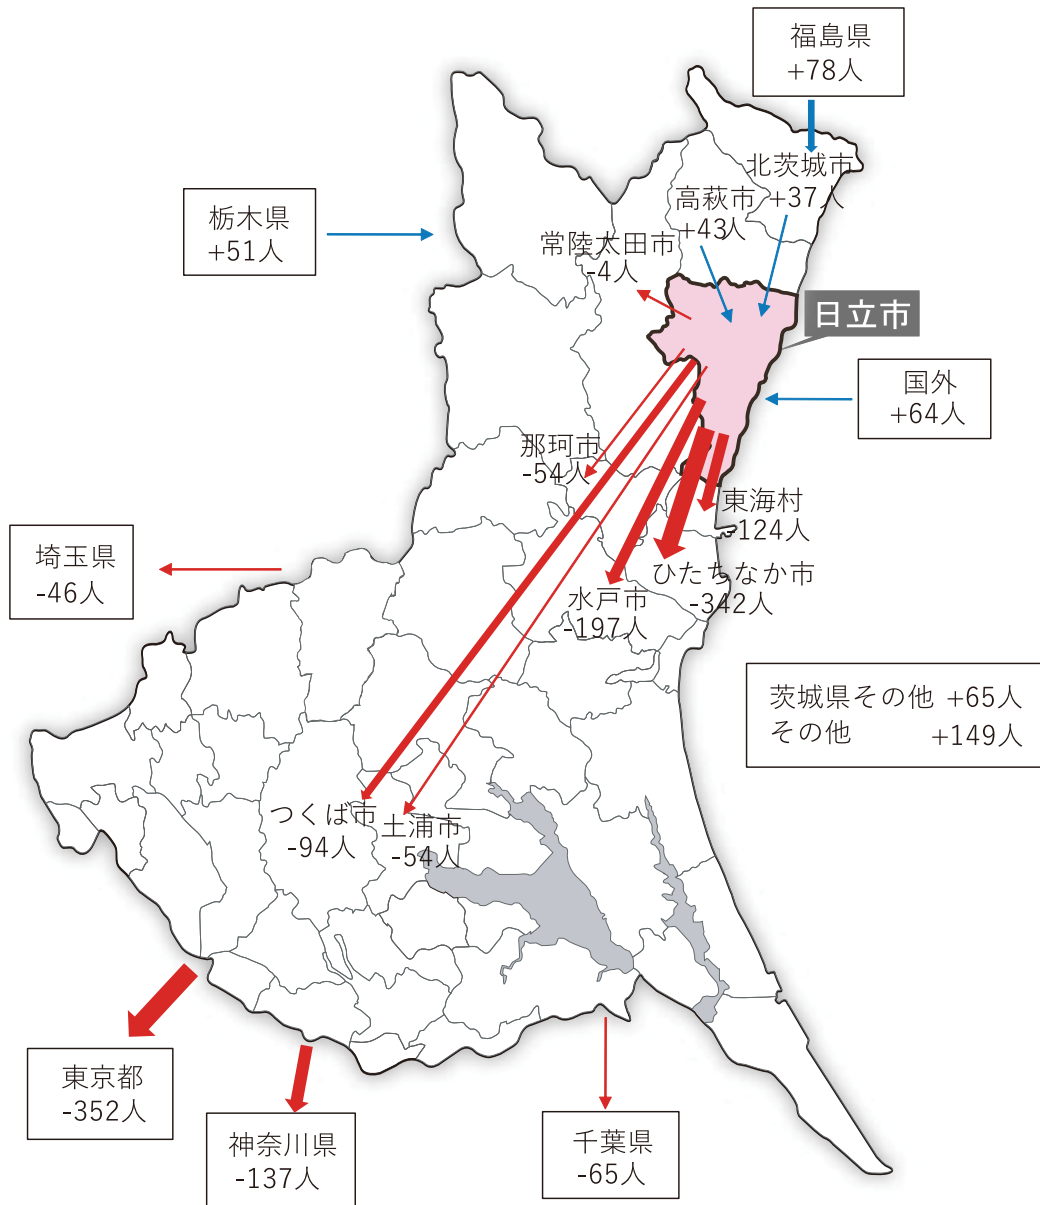 福島県
+78人
北茨城市
+37人
高萩市
+43人
栃木県
+51人
常陸太田市
-4人
日立市
国外
+64人
那珂市
-54人
東海村
-124人
ひたちなか市
-342人
水戸市
-197人
埼玉県
-46人
茨城県その他 +65人
その他 +149人
つくば市
-94人
土浦市
-54人
東京都
-352人
神奈川県
-137人
千葉県
-65人